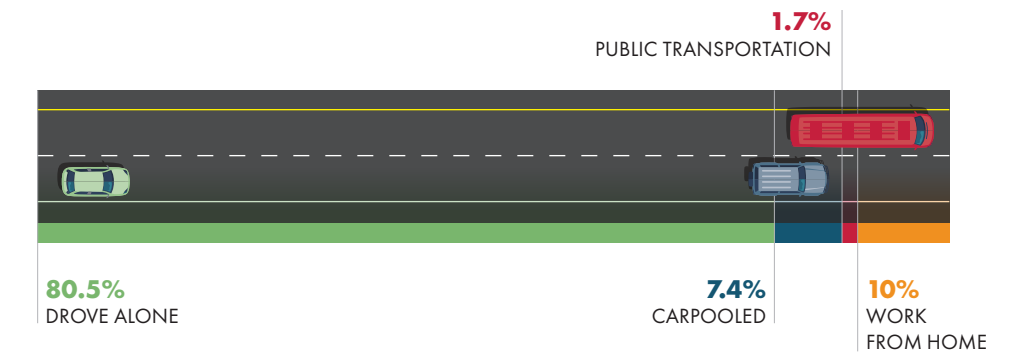 1.7%
PUBLIC TRANSPORTATION
80.5%
DROVE ALONE
7.4%
CARPOOLED
10%
WORK
FROM HOME